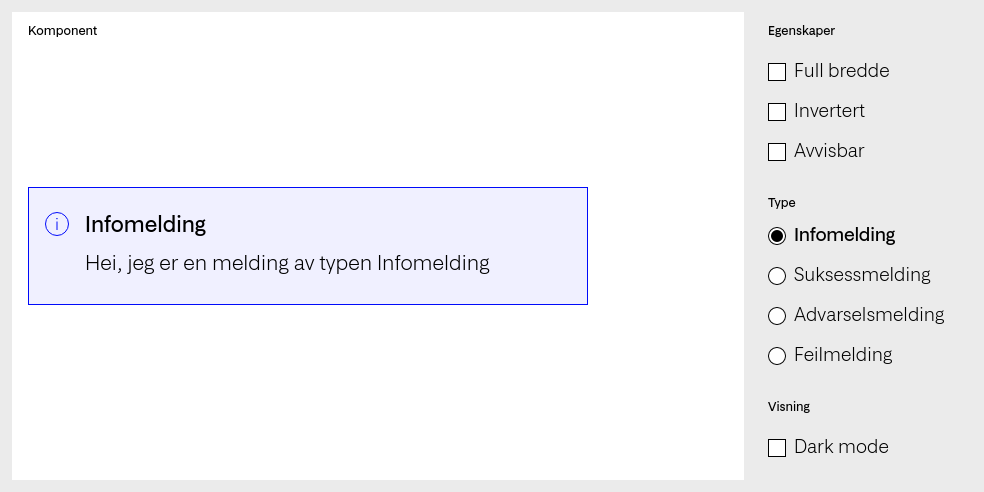 Komponent
Infomelding
Hei, jeg er en melding av typen Infomelding
Egenskaper
Full bredde
Invertert
Avvisbar
Type
Infomelding
Suksessmelding
Advarselsmelding
Feilmelding
Visning
Dark mode